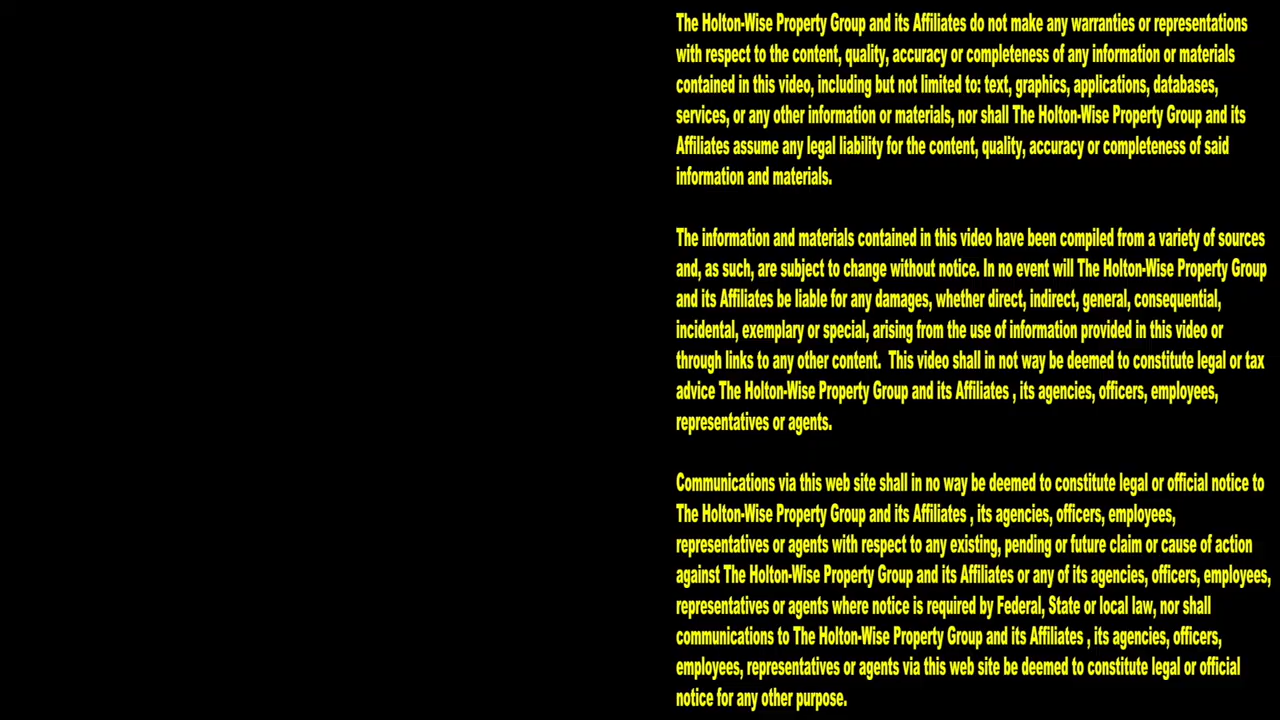 The Holton-Wise Property Group and its Affiliates do not make any warranties or representations
with respect to the content, quality, accuracy or completeness of any information or materials
contained in this video, including but not limited to: text, graphics, applications, databases,
services, or any other information or materials, nor shall The Holton-Wise Property Group and its
Affiliates assume any legal liability for the content, quality, accuracy or completeness of said
information and materials.
The information and materials contained in this video have been compiled from a variety of sources
and, as such, are subject to change without notice. In no event will The Holton-Wise Property Group
and its Affiliates be liable for any damages, whether direct, indirect, general, consequential,
incidental, exemplary or special, arising from the use of information provided in this video or
through links to any other content.  This video shall in not way be deemed to constitute legal or tax
advice The Holton-Wise Property Group and its Affiliates , its agencies, officers, employees,
representatives or agents.
Communications via this web site shall in no way be deemed to constitute legal or official notice to
The Holton-Wise Property Group and its Affiliates , its agencies, officers, employees,
representatives or agents with respect to any existing, pending or future claim or cause of action
against The Holton-Wise Property Group and its Affiliates or any of its agencies, officers, employees,
representatives or agents where notice is required by Federal, State or local law, nor shall
communications to The Holton-Wise Property Group and its Affiliates , its agencies, officers,
employees, representatives or agents via this web site be deemed to constitute legal or official
notice for any other purpose.